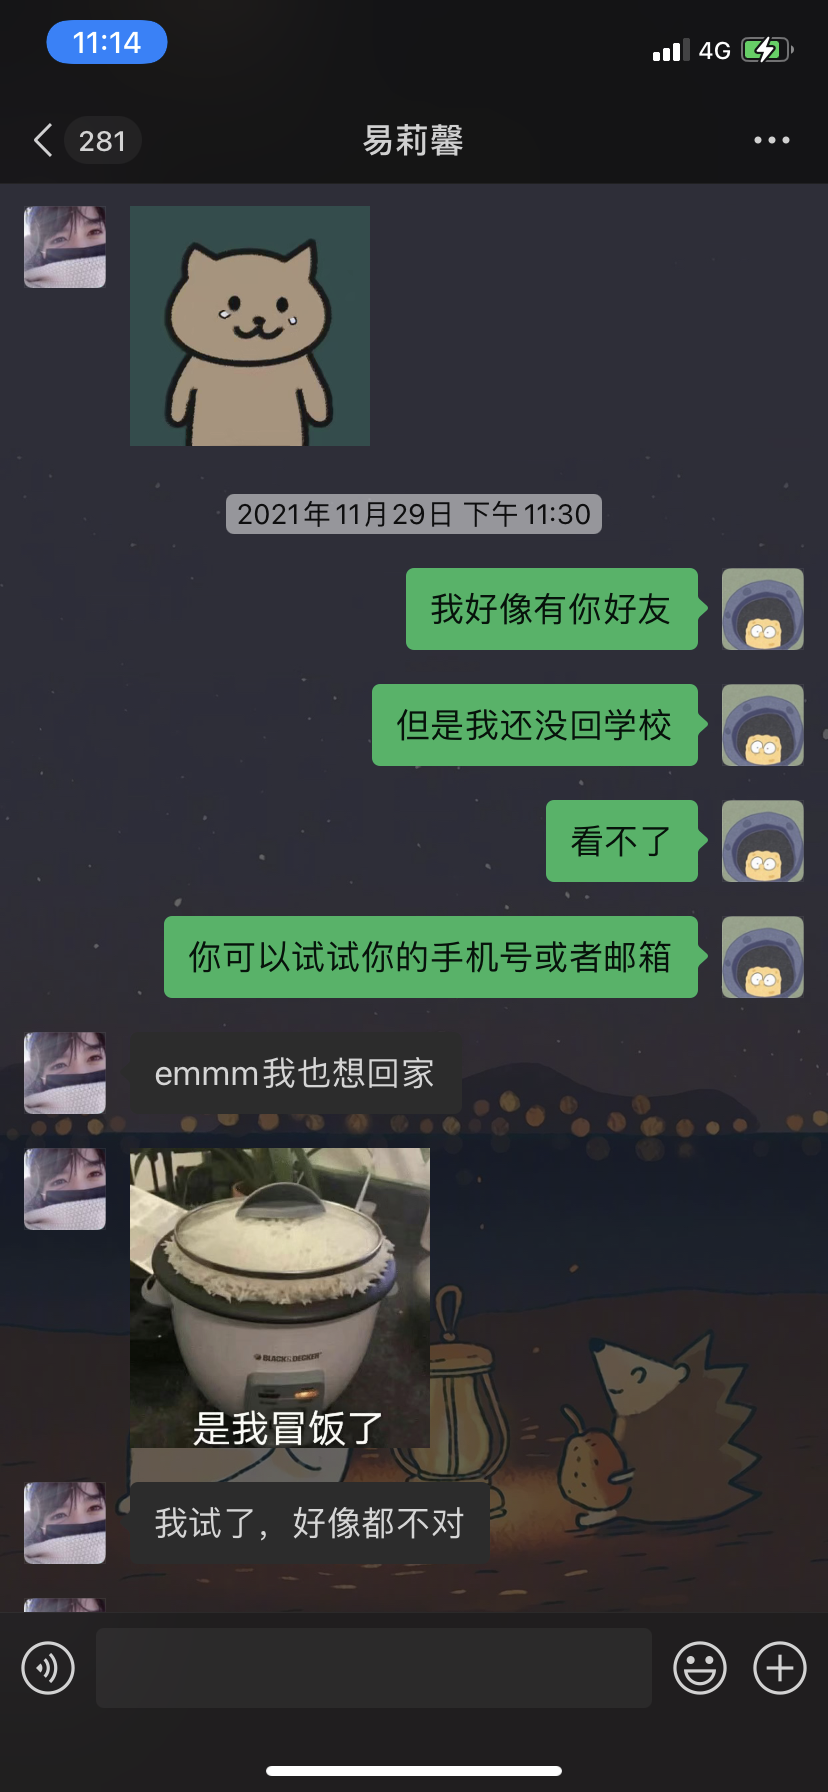 11:14
4G
281
易莉馨
2021年11月29日 下午11:30
我好像有你好友
但是我还没回学校
看不了
你可以试试你的手机号或者邮箱
emmm我也想回家
BLACK&DECKER
是我冒饭了
我试了，好像都不对